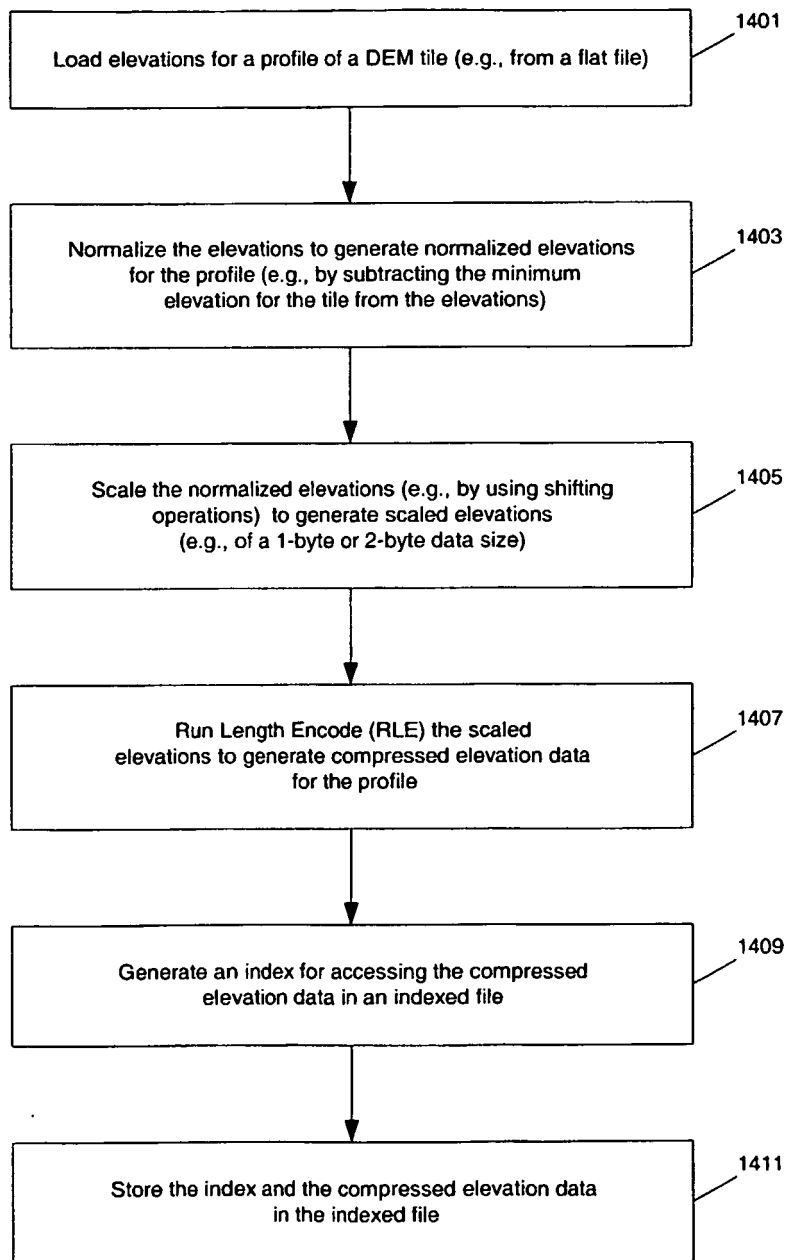 1401
Load elevations for a profile of a DEM tile (e.g., from a flat file)
1403
Normalize the elevations to generate normalized elevations
for the profile (e.g., by subtracting the minimum
elevation for the tile from the elevations)
1405
Scale the normalized elevations (e.g., by using shifting
operations) to generate scaled elevations
(e.g., of a 1-byte or 2-byte data size)
1407
Run Length Encode (RLE) the scaled
elevations to generate compressed elevation data
for the profile
1409
Generate an index for accessing the compressed
elevation data in an indexed file
1411
Store the index and the compressed elevation data
in the indexed file